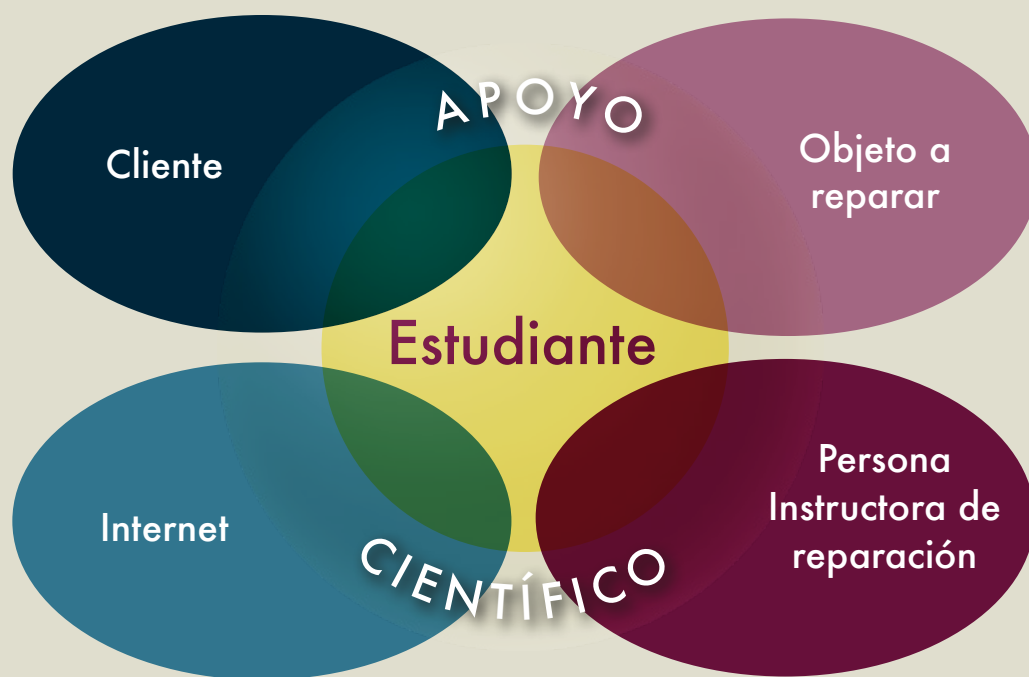 APOYO
Cliente
Objeto a
reparar
Estudiante
Internet
Persona
Instructora de
reparación
CIENTÍFICO